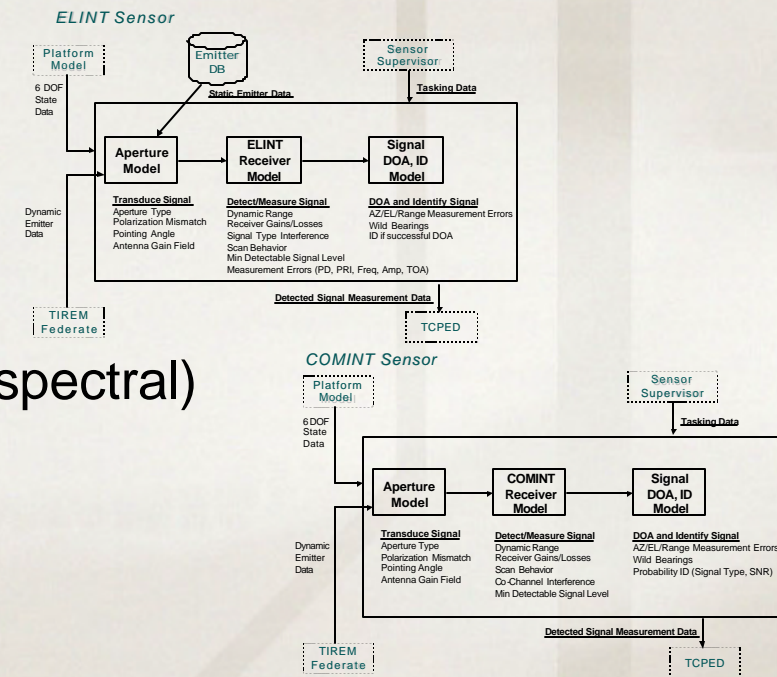 ELINT Sensor
Platform
Model
Emitter
DB
Sensor
Supervisor
6 DOF
State
Data
Static Emitter Data
Tasking Data
Aperture
Model
ELINT
Receiver
Model
Signal
DOA, ID
Model
Transduce Signal
Aperture Type
Polarization Mismatch
Pointing Angle
Antenna Gain Field
Detect/Measure Signal
Dynamic Range
Receiver Gains/Losses
Signal Type Interference
Scan Behavior
Min Detectable Signal Level
Measurement Errors (PD, PRI, Freq, Amp, TOA)
DOA and Identify Signal
AZ/EL/Range Measurement Errors
Wild Bearings
ID if successful DOA
Dynamic
Emitter
Data
Detected Signal Measurement Data
TIREM
Federate
TCPED
spectral)
COMINT Sensor
Platform
Model
Sensor
Supervisor
6 DOF
State
Data
Tasking Data
Aperture
Model
COMINT
Receiver
Model
Signal
DOA, ID
Model
Transduce Signal
Aperture Type
Polarization Mismatch
Pointing Angle
Antenna Gain Field
Detect/Measure Signal
Dynamic Range
Receiver Gains/Losses
Scan Behavior
Co-Channel Interference
Min Detectable Signal Level
DOA and Identify Signal
AZ/EL/Range Measurement Errors
Wild Bearings
Probability ID (Signal Type, SNR)
Dynamic
Emitter
Data
Detected Signal Measurement Data
TIREM
Federate
TCPED